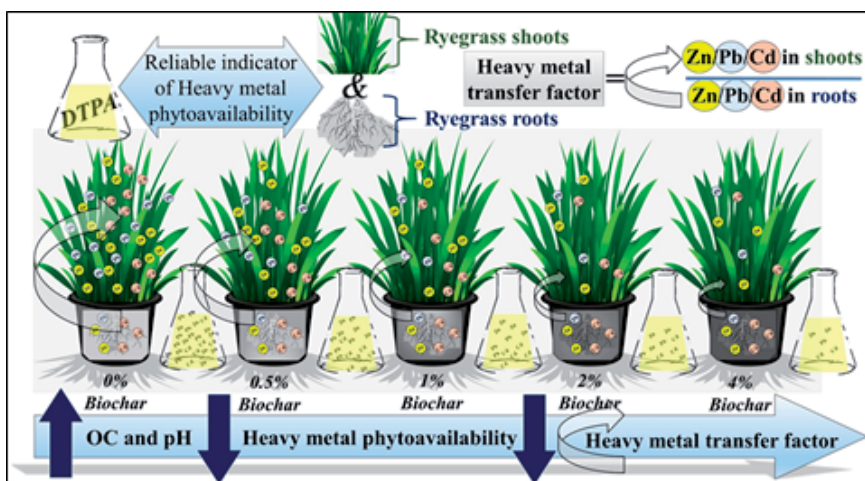 DTPA
Reliable indicator
of Heavy metal
phytoavailability
Ryegrass shoots
&
Ryegrass roots
Heavy metal
transfer factor
=
Zn/Pb/Cd in shoots
Zn/Pb/Cd in roots
0%
Biochar
0.5%
Biochar
1%
Biochar
2%
Biochar
4%
Biochar
OC and pH
Heavy metal phytoavailability
Heavy metal transfer factor